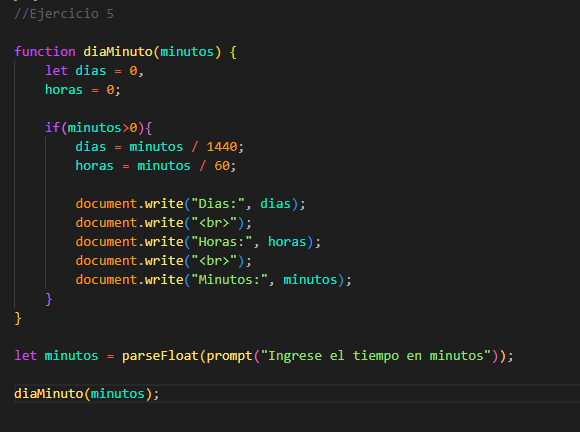 //Ejercicio 5
function diaMinuto(minutos) {
let dias = 0,
horas = 0;
if(minutos>0){
dias = minutos / 1440;
horas = minutos / 60;
document.write("Dias:", dias);
document.write("<br>");
document.write("Horas:", horas);
document.write("<br>");
document.write("Minutos:", minutos);
}
}
let minutos = parseFloat(prompt("Ingrese el tiempo en minutos"));
diaMinuto(minutos);